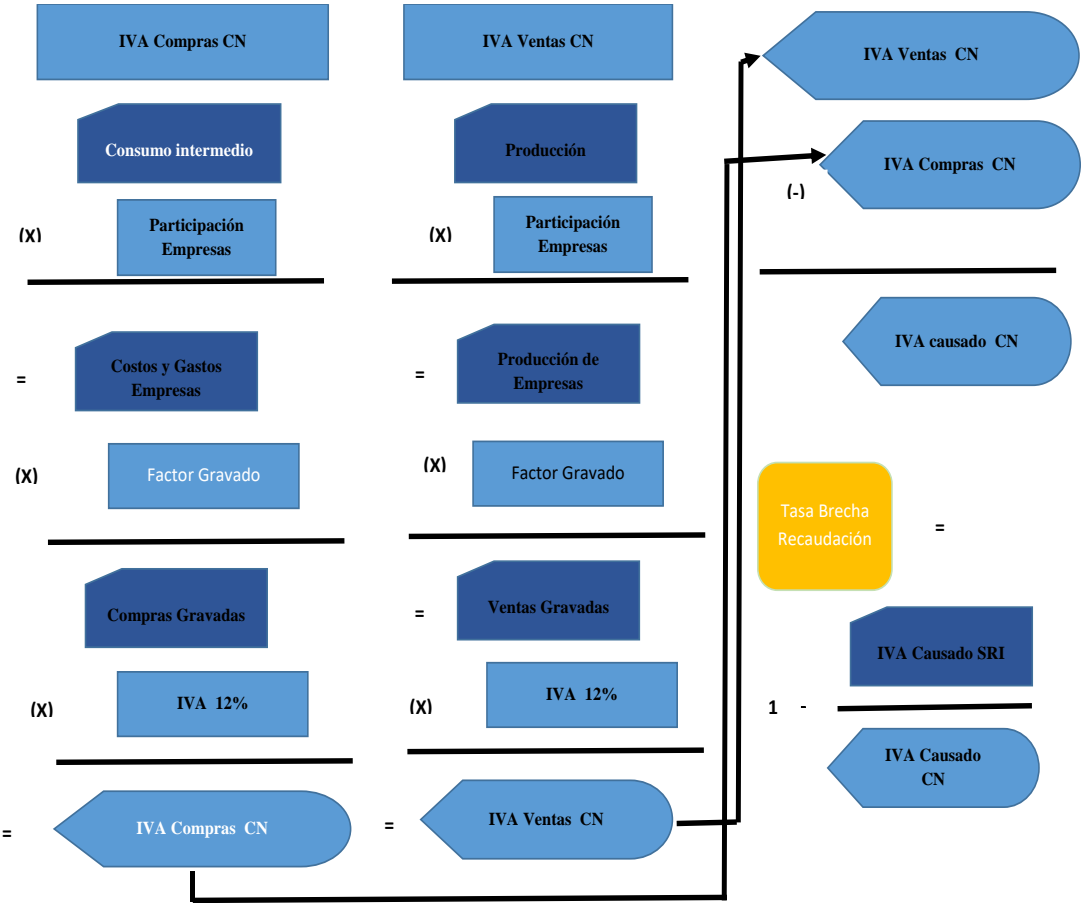 IVA Compras CN
Consumo intermedio
(X)
Participación
Empresas
=
Costos y Gastos
Empresas
(X)
Factor Gravado
Compras Gravadas
(X)
IVA 12%
=
IVA Compras CN
IVA Ventas CN
Producción
(X)
Participación
Empresas
=
Producción de
Empresas
(X)
Factor Gravado
=
Ventas Gravadas
(X)
IVA 12%
=
IVA Ventas CN
IVA Ventas CN
(-)
IVA Compras CN
IVA causado CN
Tasa Brecha
Recaudación
=
1 -
IVA Causado SRI
IVA Causado
CN